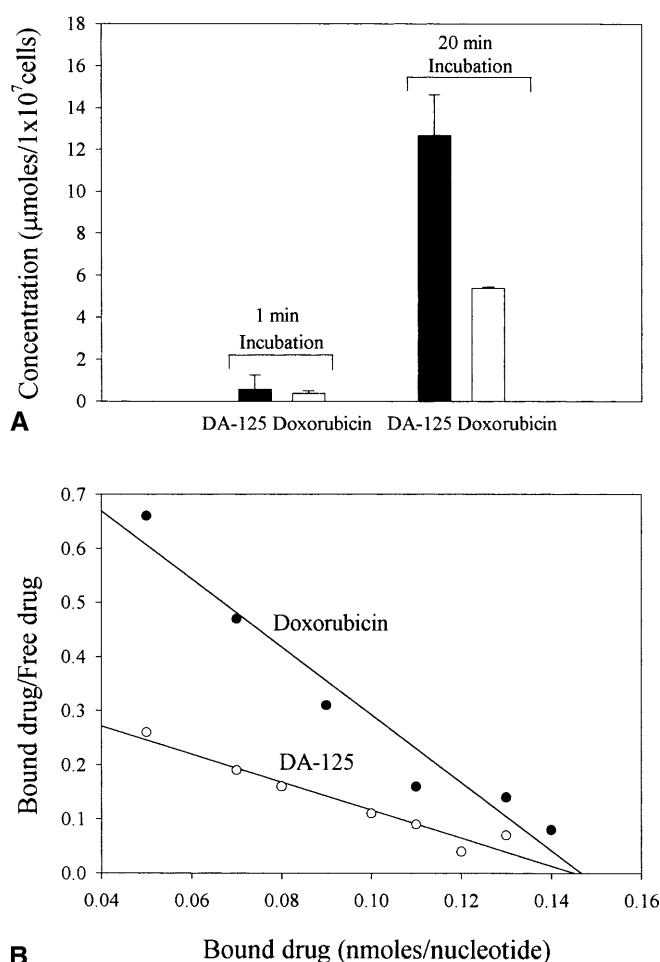 18
16
14
12
10
8
6
4
2
0
Concentration (μmoles/1x10⁷cells)
20 min
Incubation
1 min
Incubation
DA-125 Doxorubicin DA-125 Doxorubicin
A
0.7
0.6
0.5
0.4
0.3
0.2
0.1
0.0
Bound drug/Free drug
Doxorubicin
DA-125
0.04 0.06 0.08 0.10 0.12 0.14 0.16
Bound drug (nmoles/nucleotide)
B